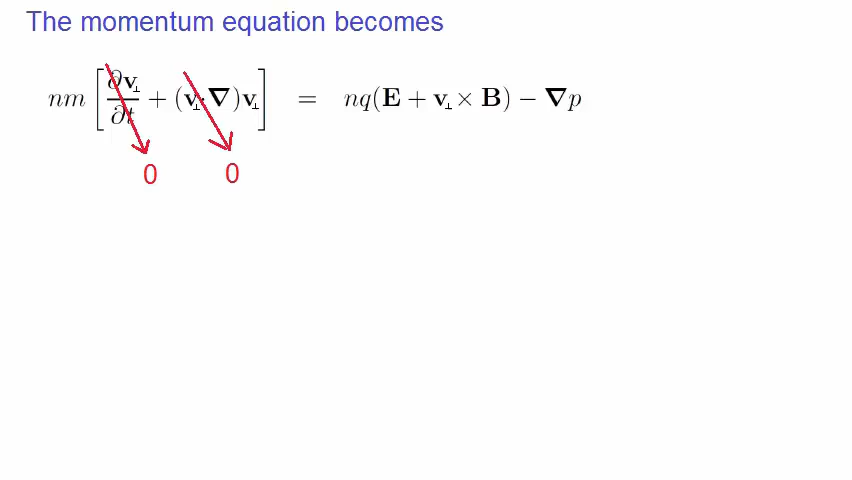 The momentum equation becomes
nm [ ∂v⊥/∂t + (v⊥·∇)v⊥ ] = nq(E + v⊥ × B) − ∇p
0 0